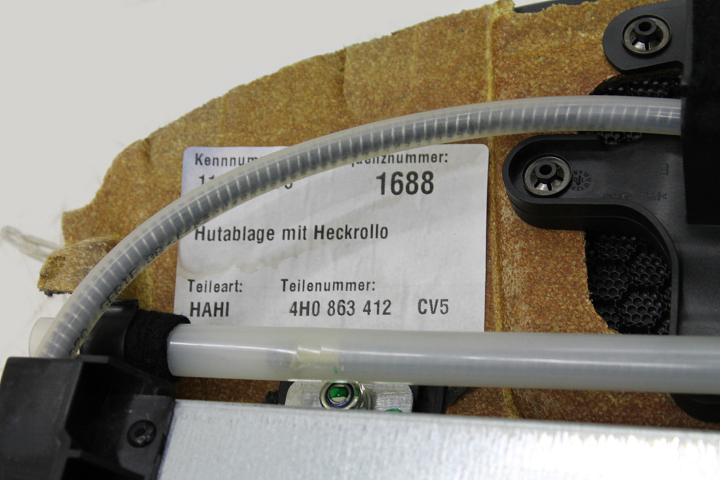 Kennnum
1688
Hutablage mit Heckrollo
Teileart: Teilenummer:
HAHI 4H0 863 412 CV5